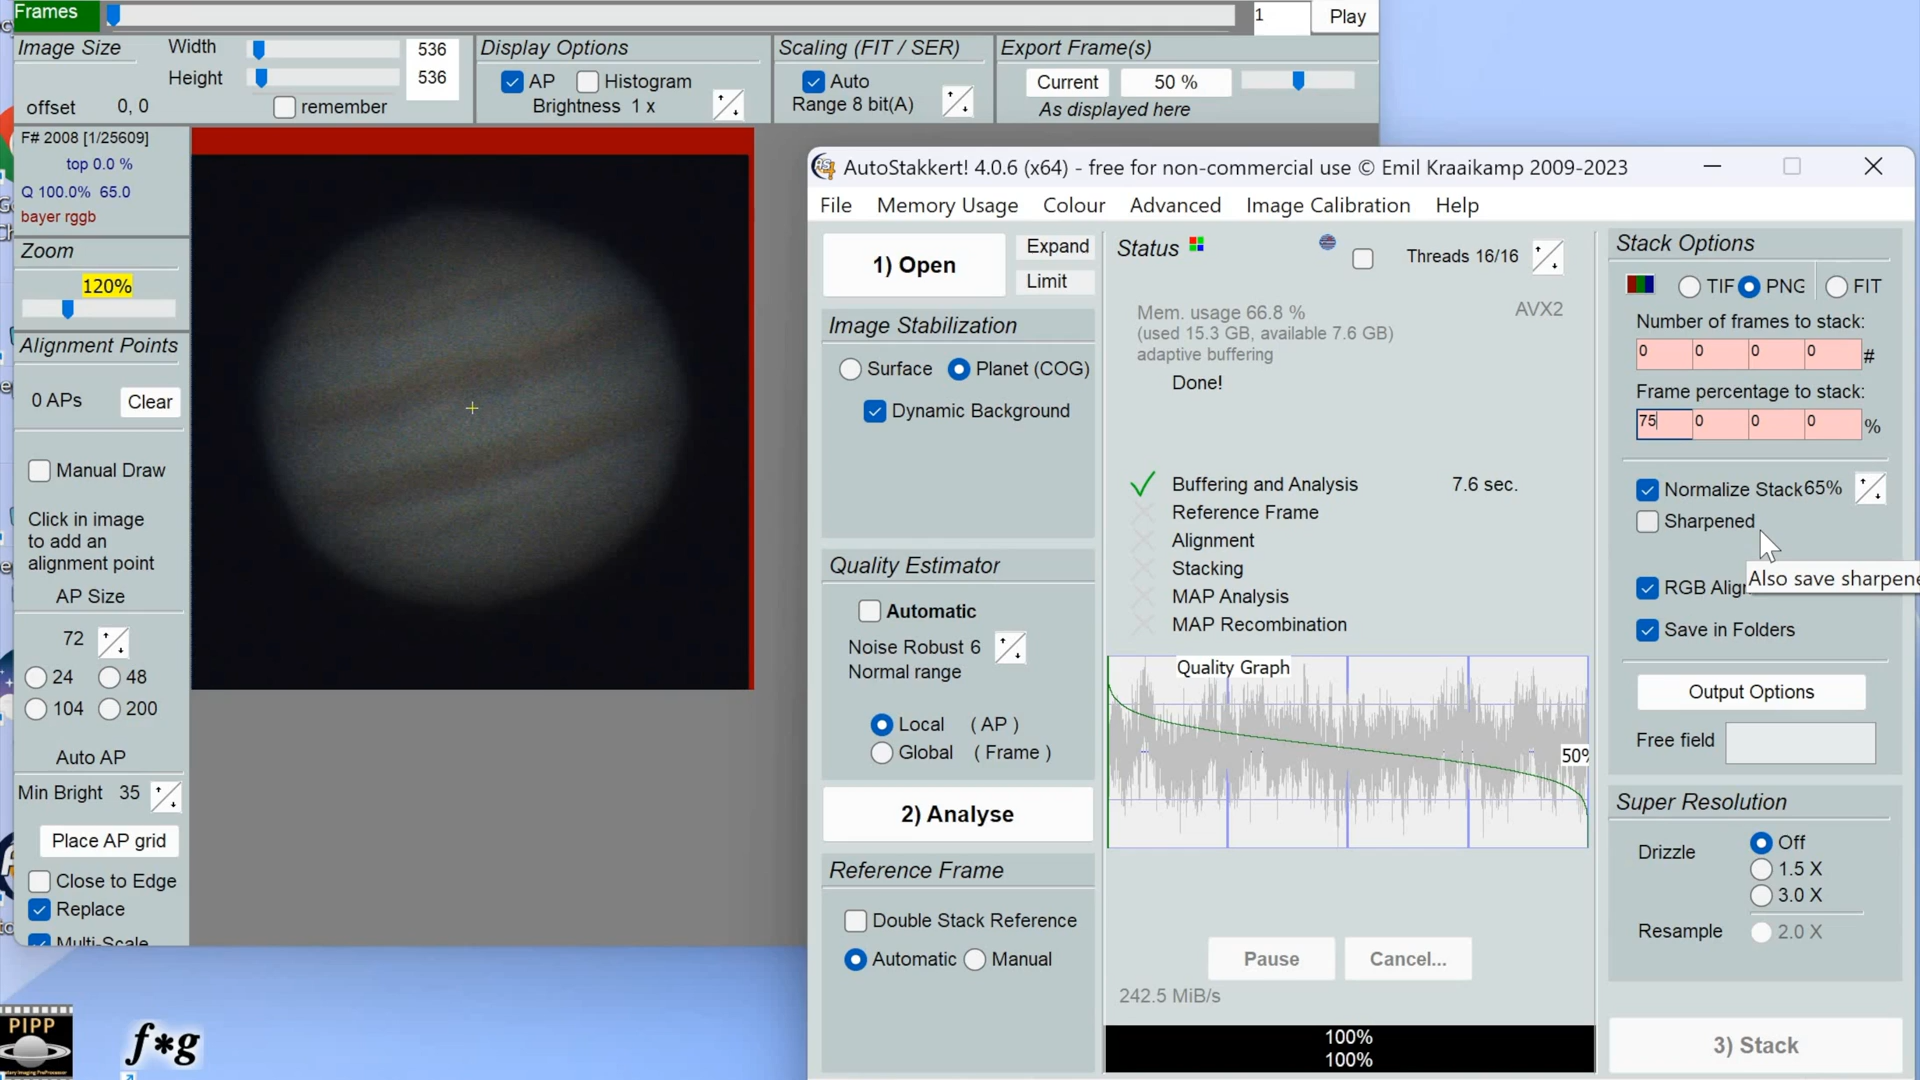 Frames
1
Play
Image Size
Width
536
Height
536
offset 0, 0
remember
Display Options
AP
Histogram
Brightness 1 x
Scaling (FIT / SER)
Auto
Range 8 bit(A)
Export Frame(s)
Current
50 %
As displayed here
F# 2008 [1/25609]
top 0.0 %
Q 100.0% 65.0
bayer rggb
Zoom
120%
Alignment Points
0 APs
Clear
Manual Draw
Click in image
to add an
alignment point
AP Size
72
24
48
104
200
Auto AP
Min Bright 35
Place AP grid
Close to Edge
Replace
Multi-Scale
AutoStakkert! 4.0.6 (x64) - free for non-commercial use © Emil Kraaikamp 2009-2023
File Memory Usage Colour Advanced Image Calibration Help
1) Open
Expand
Limit
Image Stabilization
Surface
Planet (COG)
Dynamic Background
Quality Estimator
Automatic
Noise Robust 6
Normal range
Local ( AP )
Global ( Frame )
2) Analyse
Reference Frame
Double Stack Reference
Automatic
Manual
Status
Threads 16/16
Mem. usage 66.8 %
AVX2
(used 15.3 GB, available 7.6 GB)
adaptive buffering
Done!
Buffering and Analysis 7.6 sec.
Reference Frame
Alignment
Stacking
MAP Analysis
MAP Recombination
Quality Graph
50%
Pause
Cancel...
242.5 MiB/s
100%
100%
Stack Options
TIF
PNG
FIT
Number of frames to stack:
0 0 0 0 #
Frame percentage to stack:
75 0 0 0 %
Normalize Stack 65%
Sharpened
Also save sharpene
RGB Align
Save in Folders
Output Options
Free field
Super Resolution
Drizzle
Off
1.5 X
3.0 X
Resample
2.0 X
3) Stack
PIPP
f*g